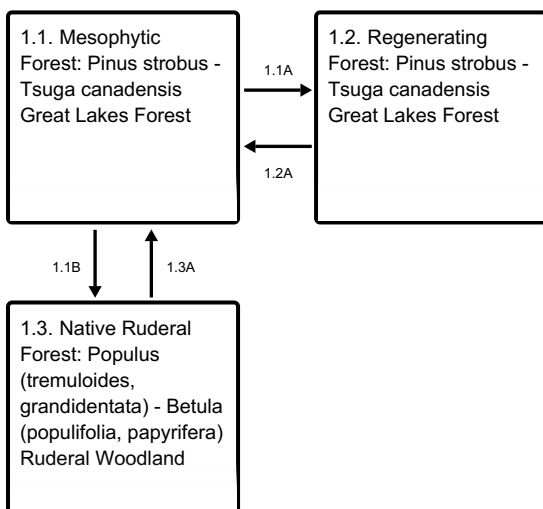 1.1. Mesophytic
Forest: Pinus strobus -
Tsuga canadensis
Great Lakes Forest
1.1A
1.2. Regenerating
Forest: Pinus strobus -
Tsuga canadensis
Great Lakes Forest
1.2A
1.1B
1.3A
1.3. Native Ruderal
Forest: Populus
(tremuloides,
grandidentata) - Betula
(populifolia, papyrifera)
Ruderal Woodland